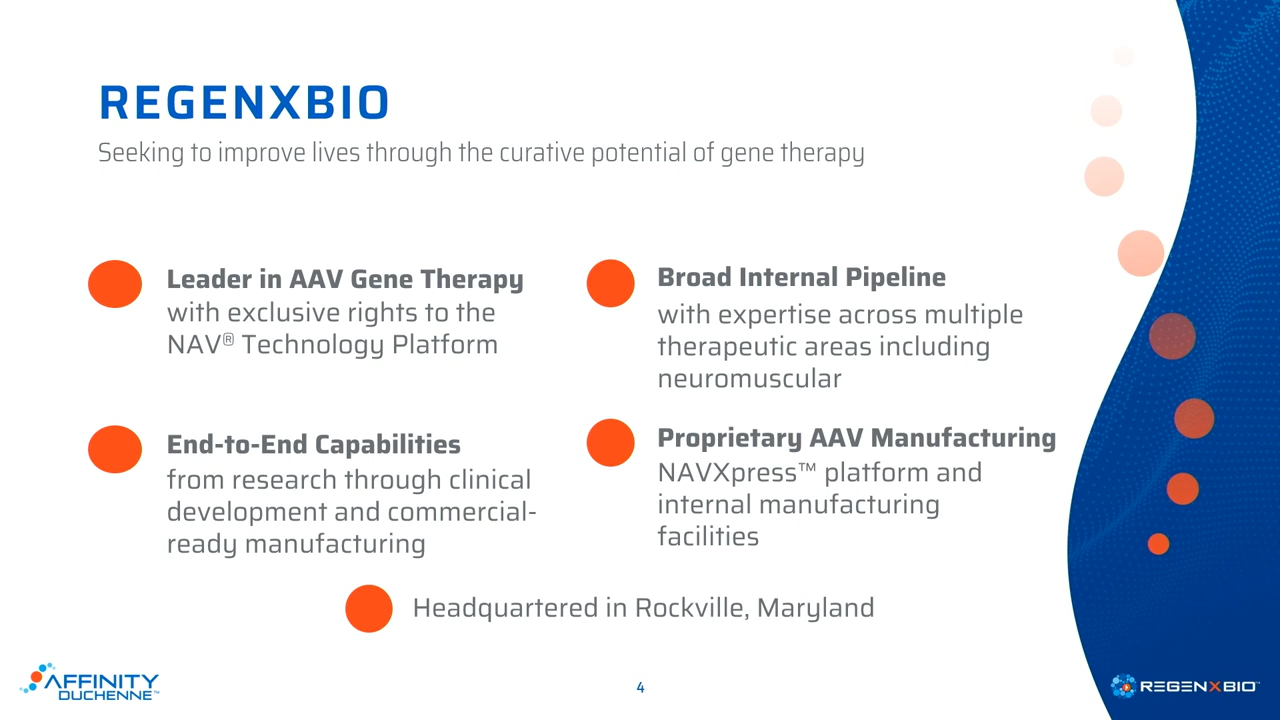 REGENXBIO
Seeking to improve lives through the curative potential of gene therapy
Leader in AAV Gene Therapy
with exclusive rights to the
NAV® Technology Platform
Broad Internal Pipeline
with expertise across multiple
therapeutic areas including
neuromuscular
End-to-End Capabilities
from research through clinical
development and commercial-
ready manufacturing
Proprietary AAV Manufacturing
NAVXpress™ platform and
internal manufacturing
facilities
Headquartered in Rockville, Maryland
AFFINITY
DUCHENNE™
4
REGENXBIO™